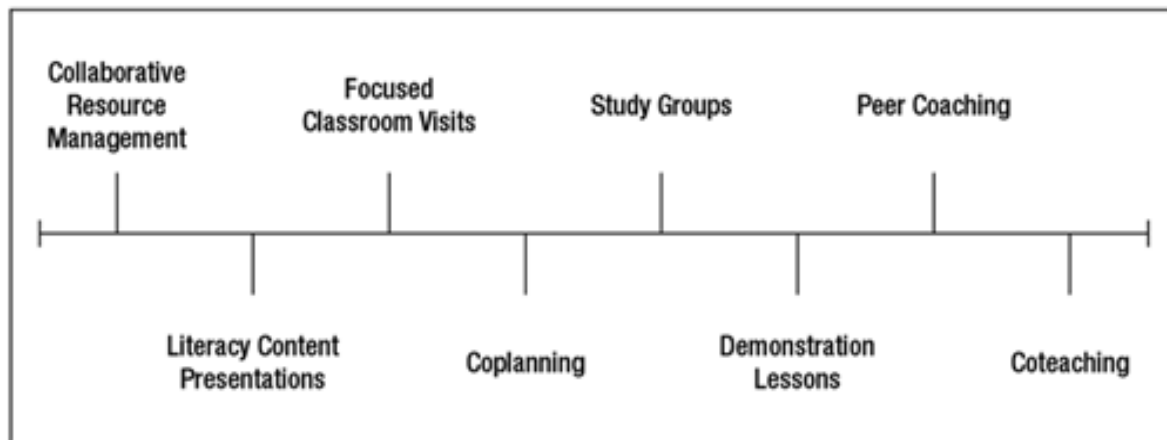 Collaborative
Resource
Management
Focused
Classroom Visits
Study Groups
Peer Coaching
Literacy Content
Presentations
Coplanning
Demonstration
Lessons
Coteaching